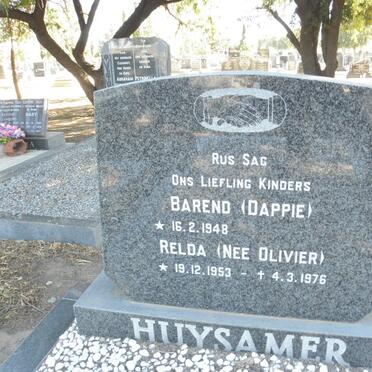 RUS SAG
ONS LIEFLING KINDERS
BAREND (DAPPIE)
★ 16.2.1948
RELDA (NEE OLIVIER)
★ 19.12.1953 - ✝ 4.3.1976
HUYSAMER